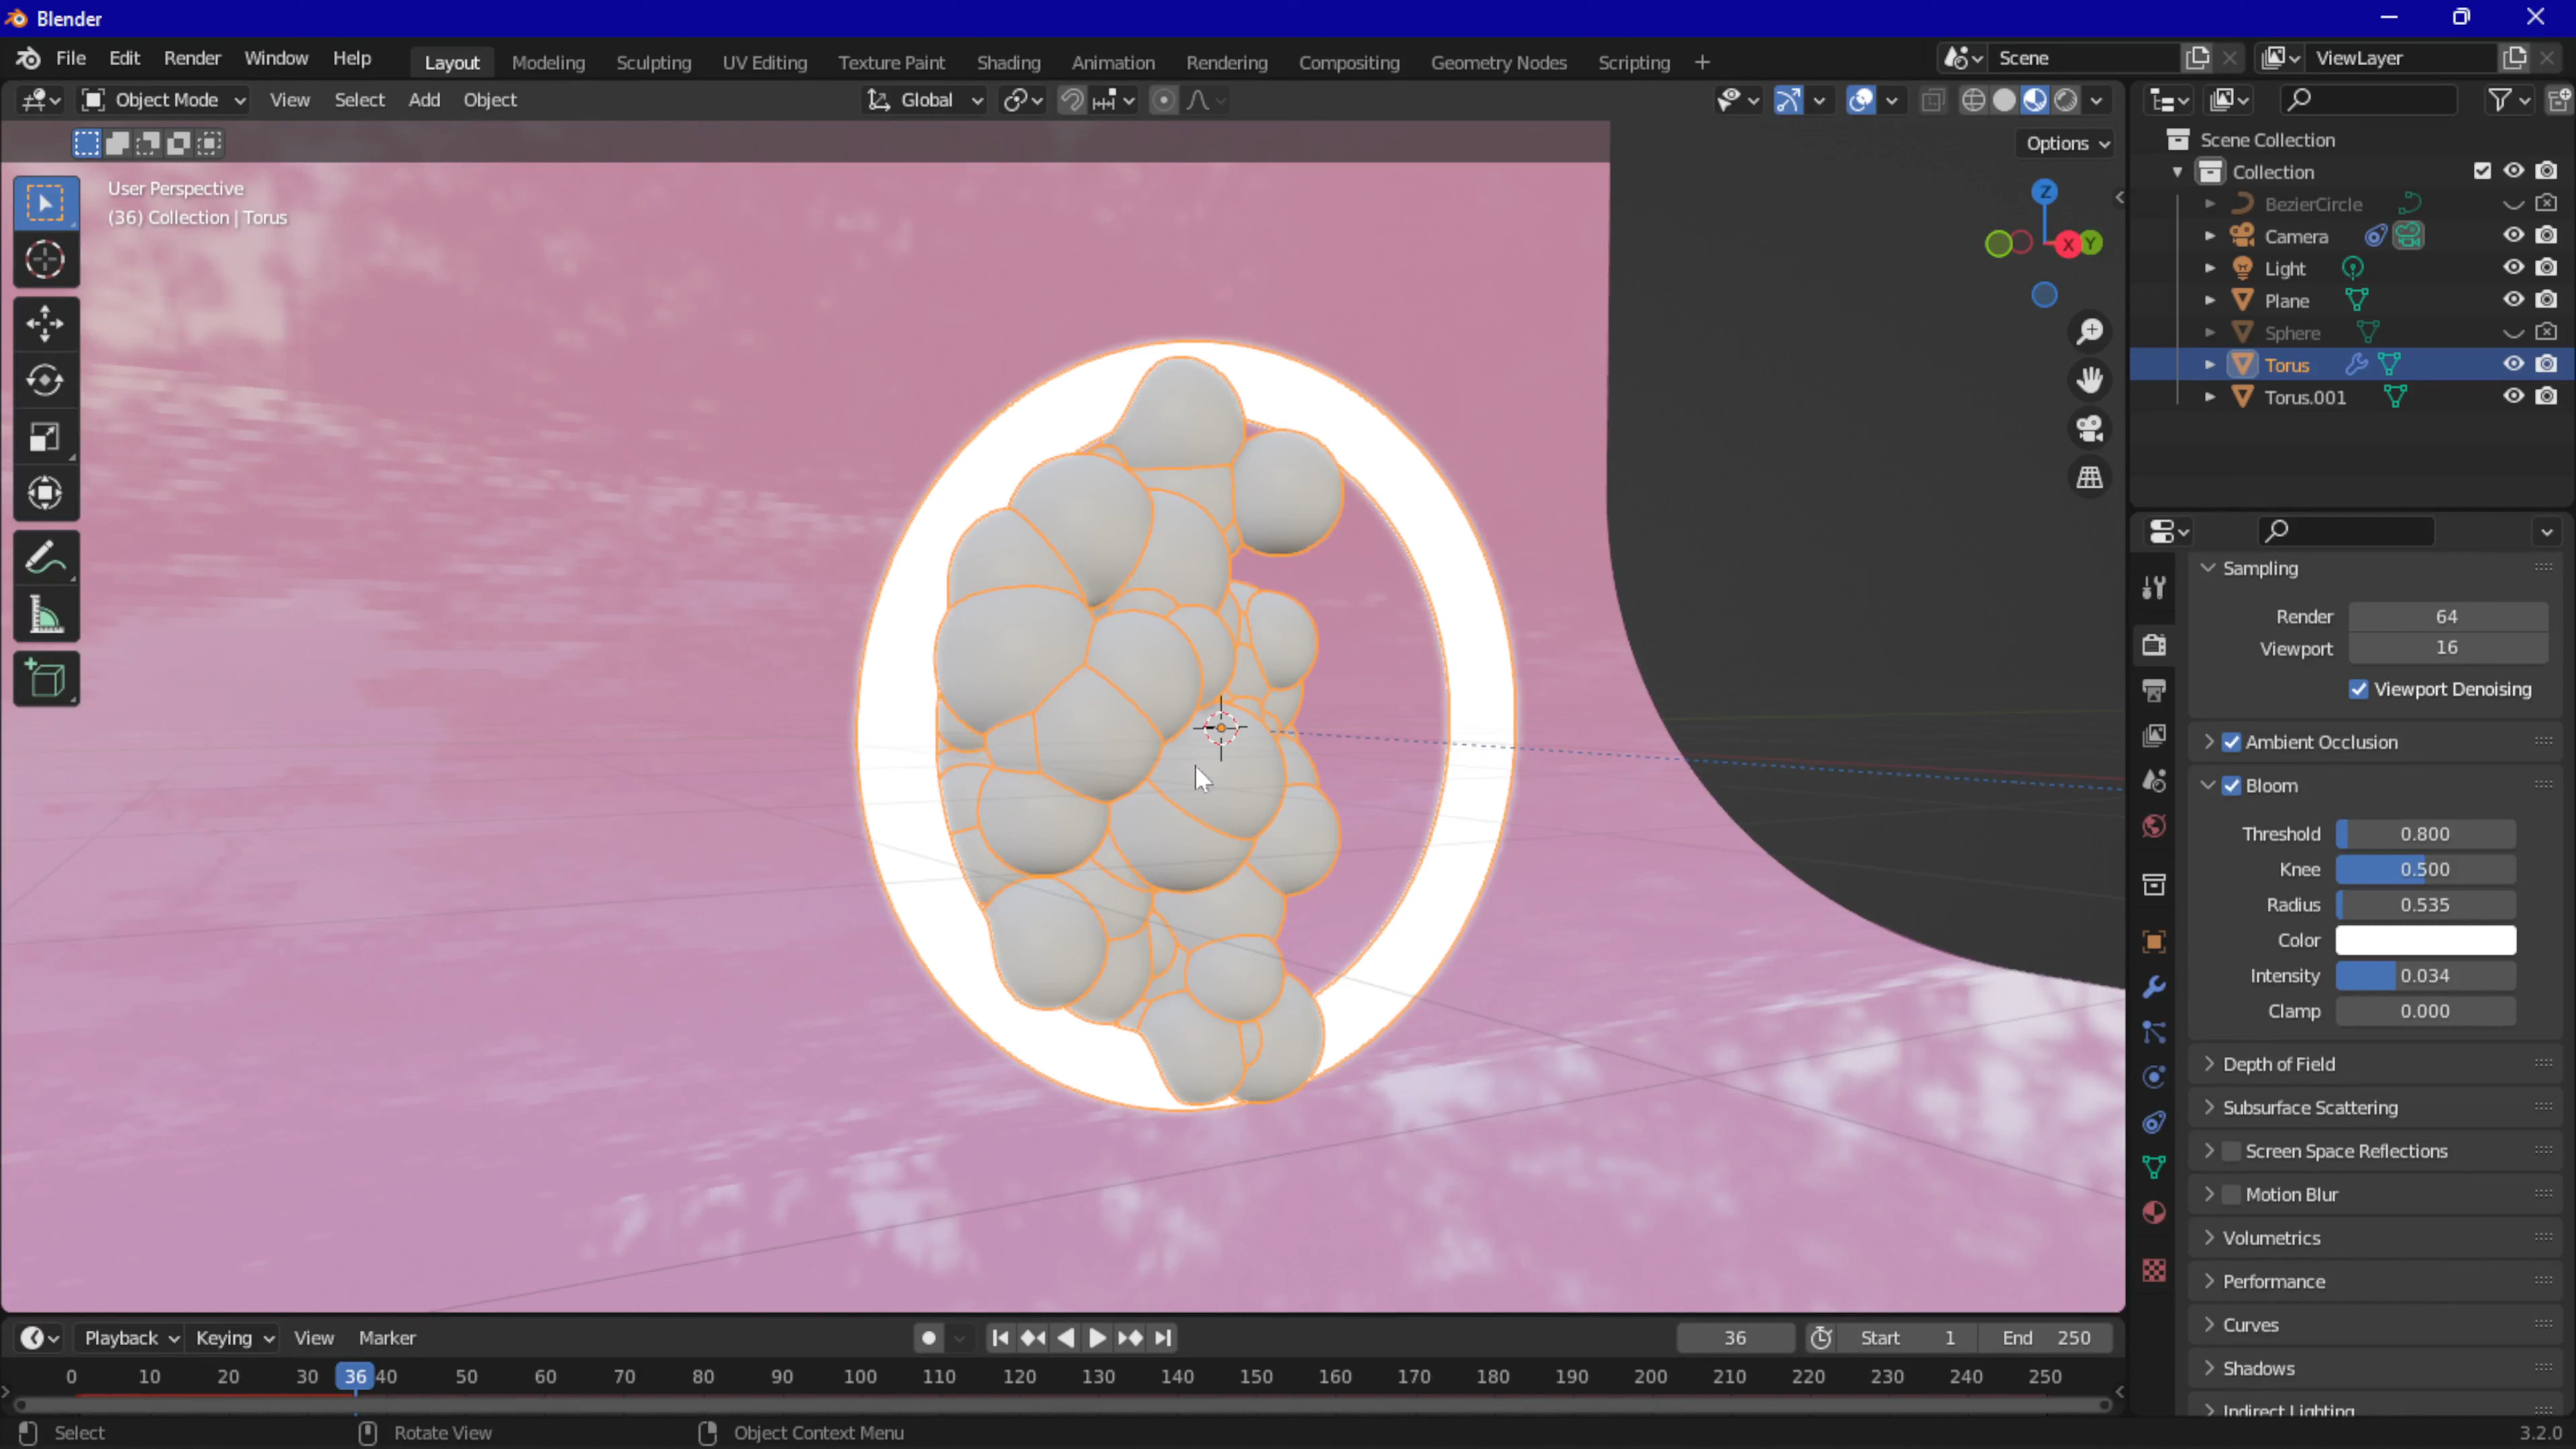 Blender
File Edit Render Window Help Layout Modeling Sculpting UV Editing Texture Paint Shading Animation Rendering Compositing Geometry Nodes Scripting + Scene ViewLayer
Object Mode View Select Add Object Global
Options
User Perspective
(36) Collection | Torus
Z
X Y
Scene Collection
Collection
BezierCircle
Camera
Light
Plane
Sphere
Torus
Torus.001
Sampling
Render 64
Viewport 16
Viewport Denoising
Ambient Occlusion
Bloom
Threshold 0.800
Knee 0.500
Radius 0.535
Color
Intensity 0.034
Clamp 0.000
Depth of Field
Subsurface Scattering
Screen Space Reflections
Motion Blur
Volumetrics
Performance
Curves
Shadows
Indirect Lighting
Playback Keying View Marker 36 Start 1 End 250
0 10 20 30 36 40 50 60 70 80 90 100 110 120 130 140 150 160 170 180 190 200 210 220 230 240 250
Select Rotate View Object Context Menu 3.2.0